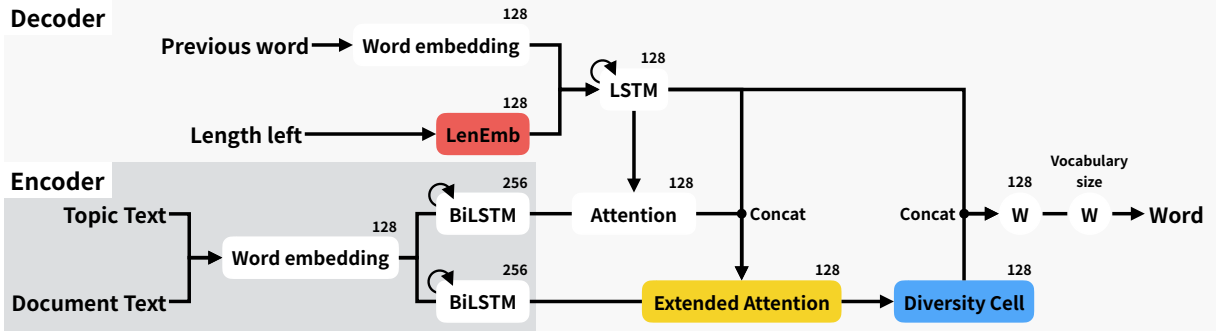 Decoder
128
Previous word
Word embedding
128
LSTM
128
Length left
LenEmb
Encoder
256
Topic Text
BiLSTM
128
Attention
Concat
128
Word embedding
256
Document Text
BiLSTM
128
Extended Attention
128
Diversity Cell
Concat
128
W
Vocabulary
size
W
Word